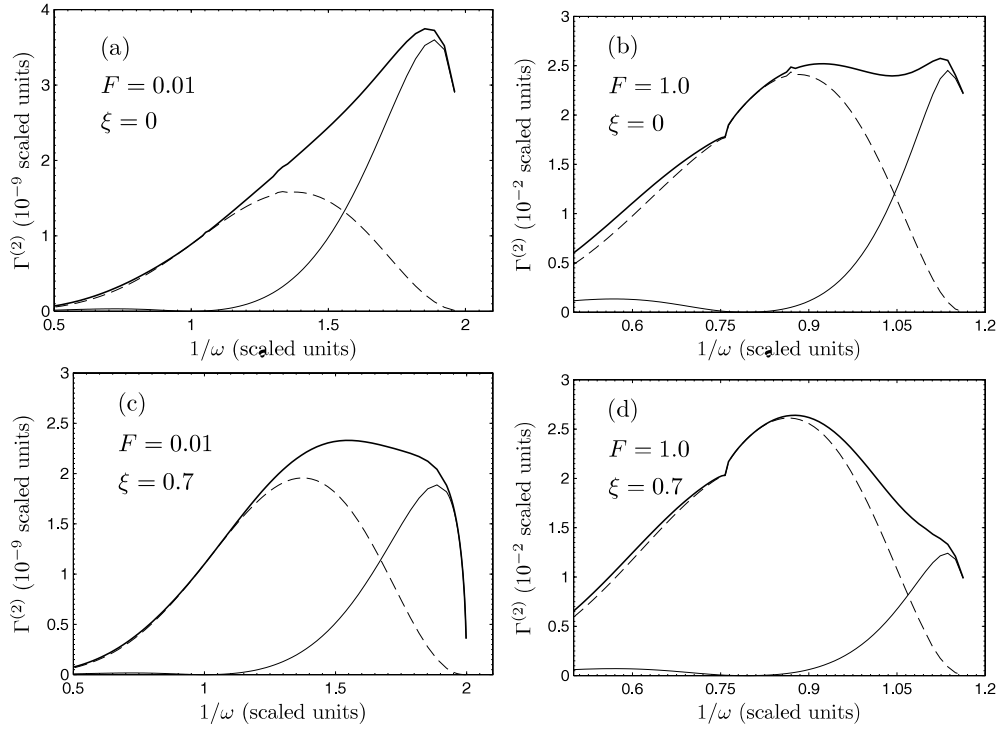 (a)
F = 0.01
ξ = 0
Γ(2) (10−9 scaled units)
4
3
2
1
0
0.5 1 1.5 2
1/ω (scaled units)
(b)
F = 1.0
ξ = 0
Γ(2) (10−2 scaled units)
3
2.5
2
1.5
1
0.5
0
0.6 0.75 0.9 1.05 1.2
1/ω (scaled units)
(c)
F = 0.01
ξ = 0.7
Γ(2) (10−9 scaled units)
3
2.5
2
1.5
1
0.5
0
0.5 1 1.5 2
1/ω (scaled units)
(d)
F = 1.0
ξ = 0.7
Γ(2) (10−2 scaled units)
3
2.5
2
1.5
1
0.5
0
0.6 0.75 0.9 1.05 1.2
1/ω (scaled units)